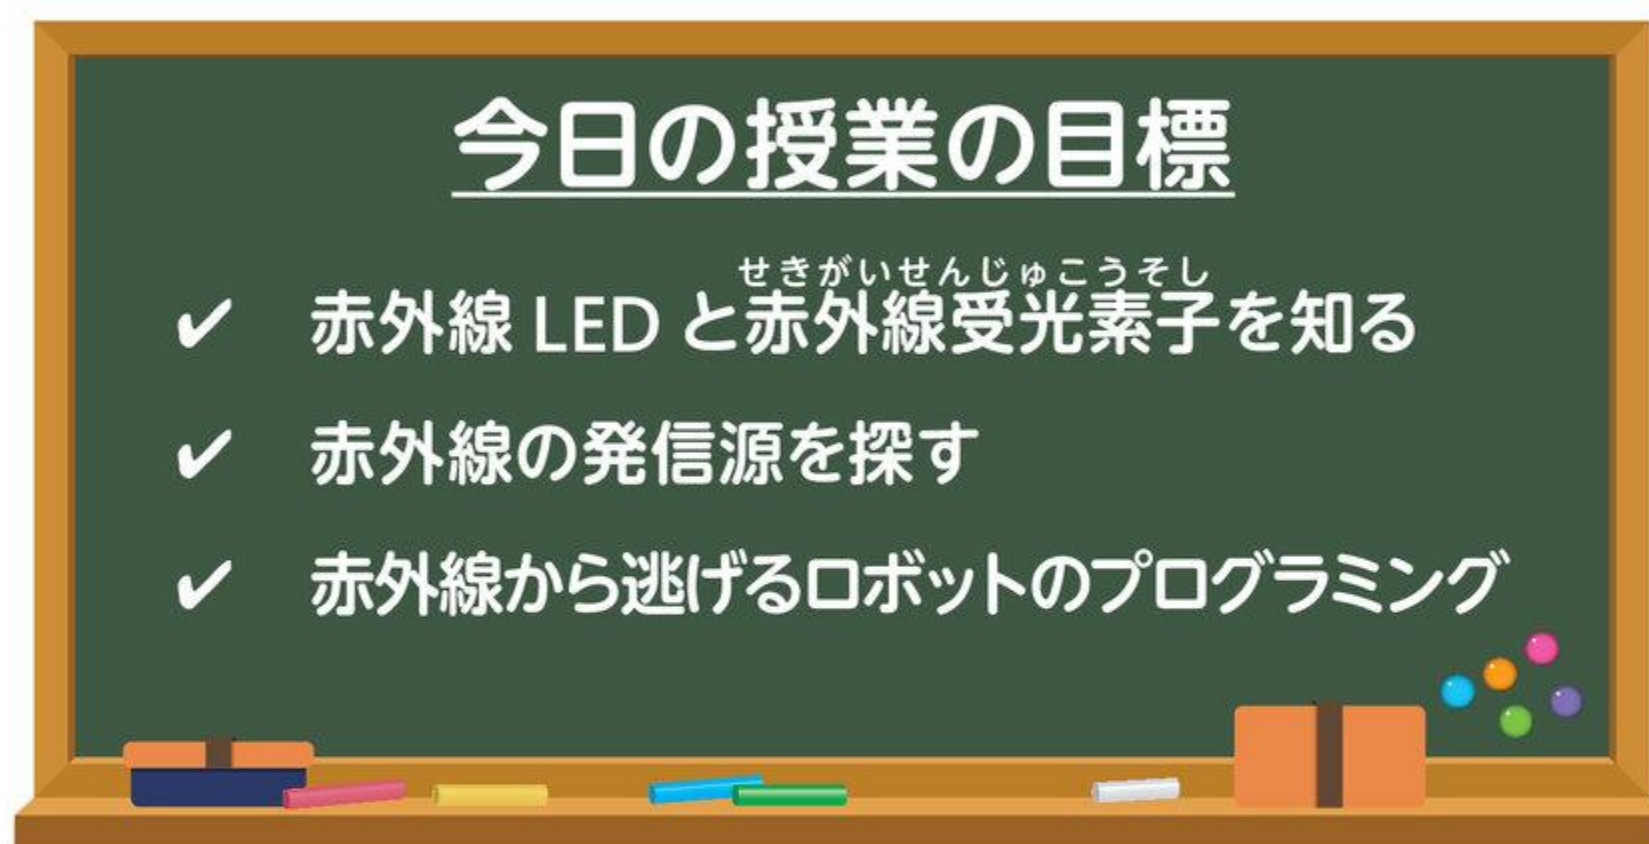 今日の授業の目標
せきがいせんじゅこうそし
✔ 赤外線 LED と赤外線受光素子を知る
✔ 赤外線の発信源を探す
✔ 赤外線から逃げるロボットのプログラミング